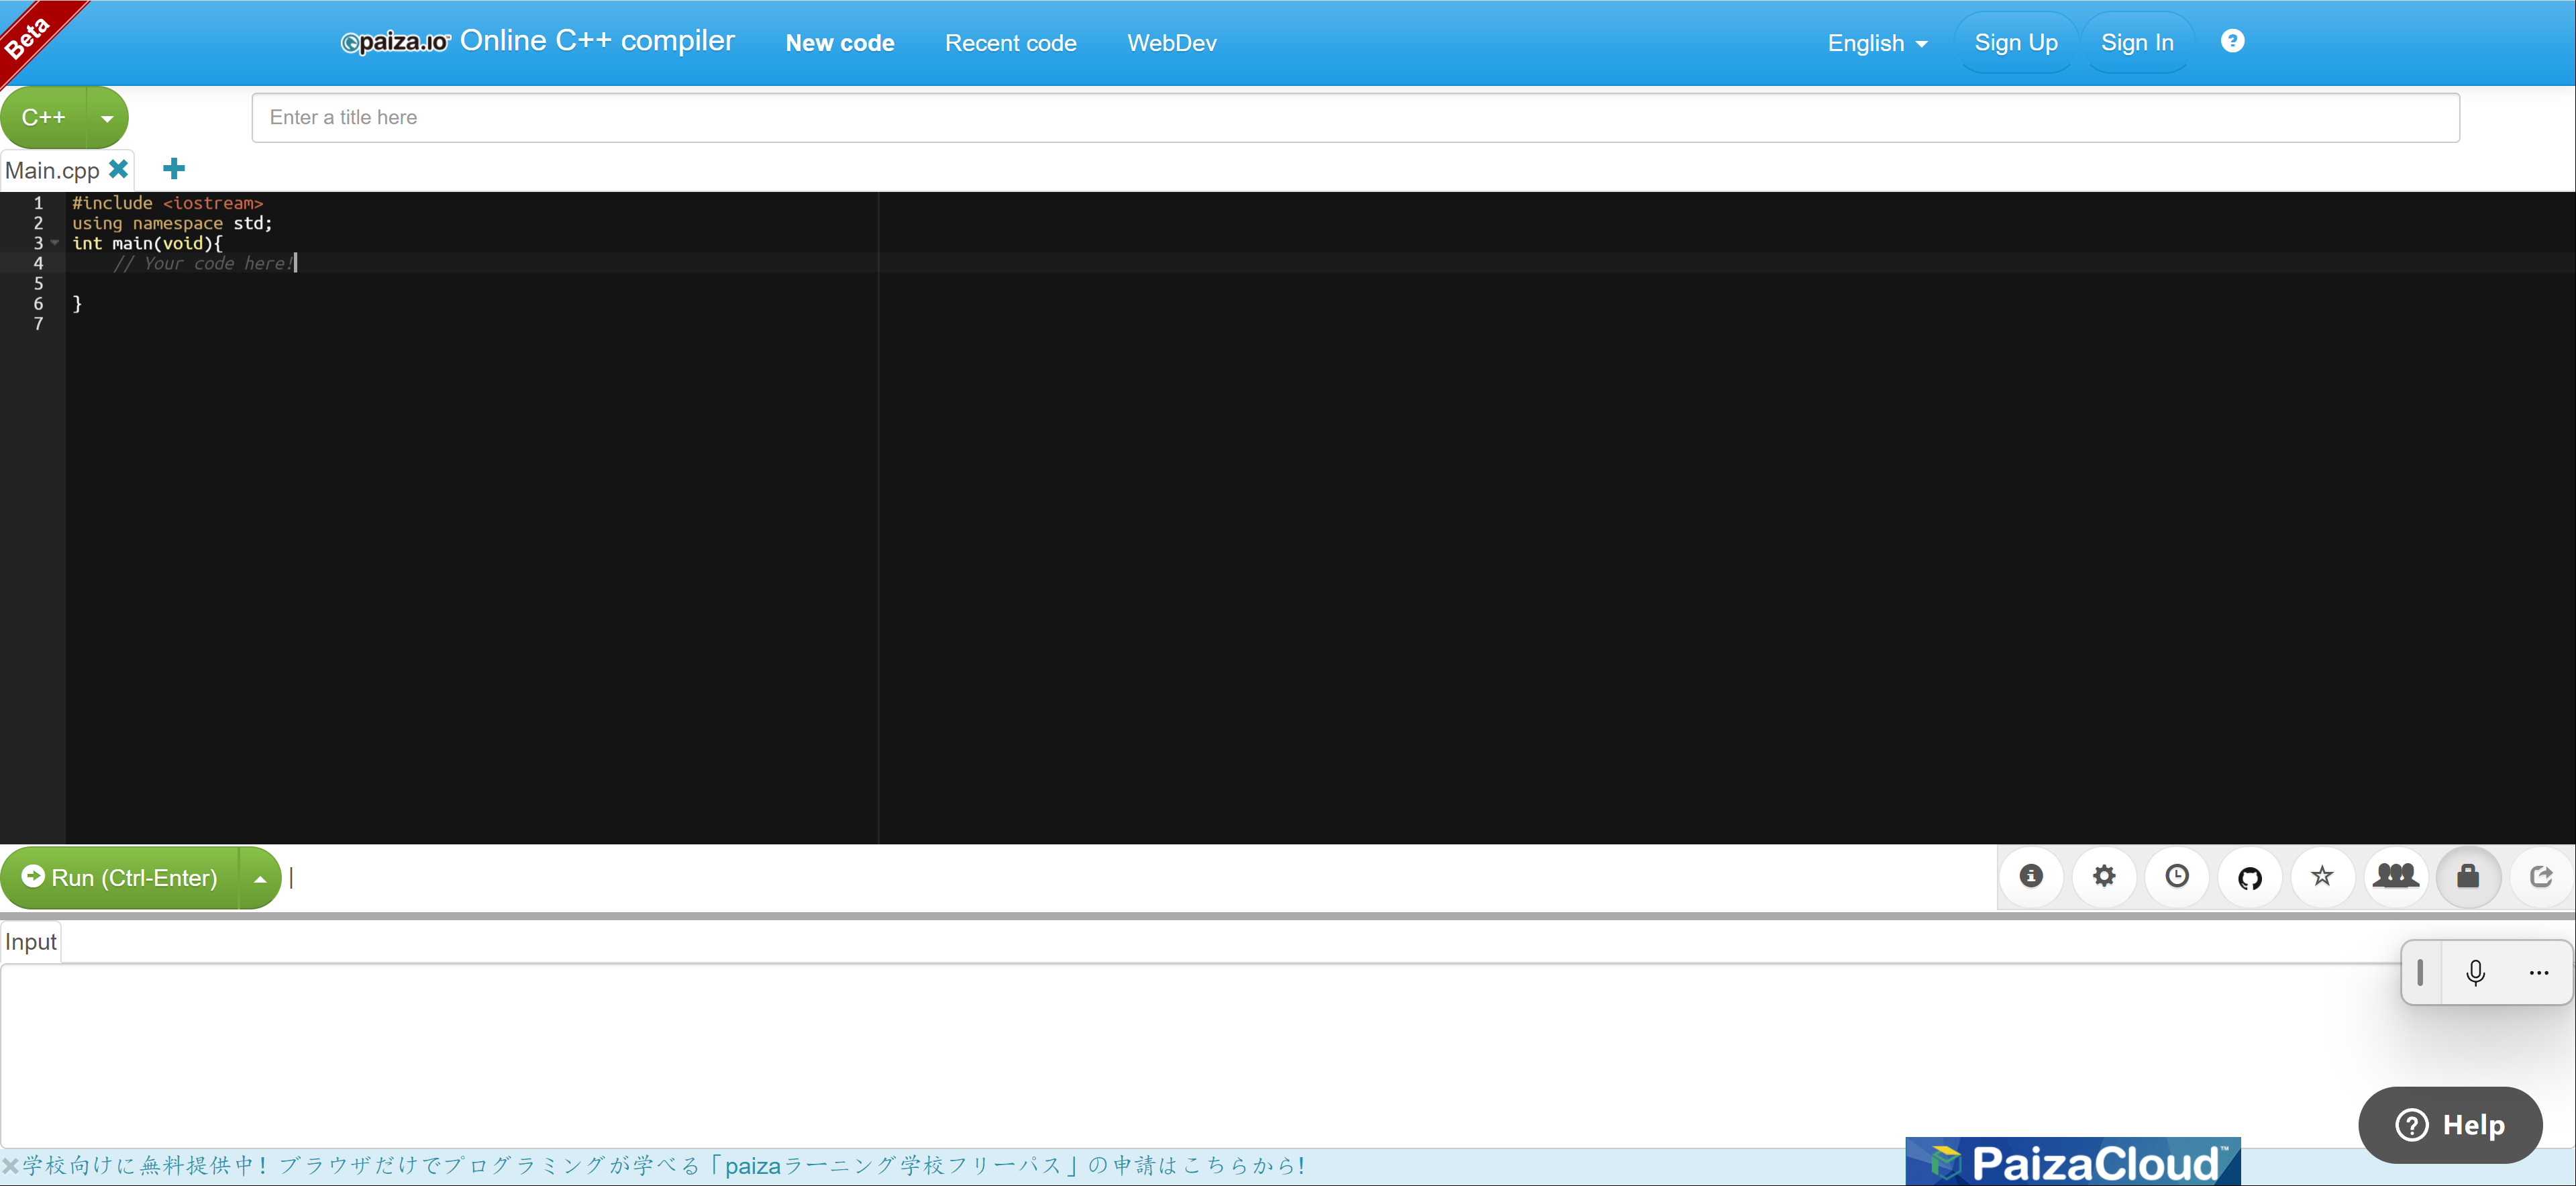 Beta
paiza.IO Online C++ compiler New code Recent code WebDev English Sign Up Sign In
C++ Enter a title here
Main.cpp
1 #include <iostream>
2 using namespace std;
3 int main(void){
4 // Your code here!
5
6 }
7
Run (Ctrl-Enter)
Input
Help
学校向けに無料提供中！ブラウザだけでプログラミングが学べる「paizaラーニング学校フリーパス」の申請はこちらから!
PaizaCloud™